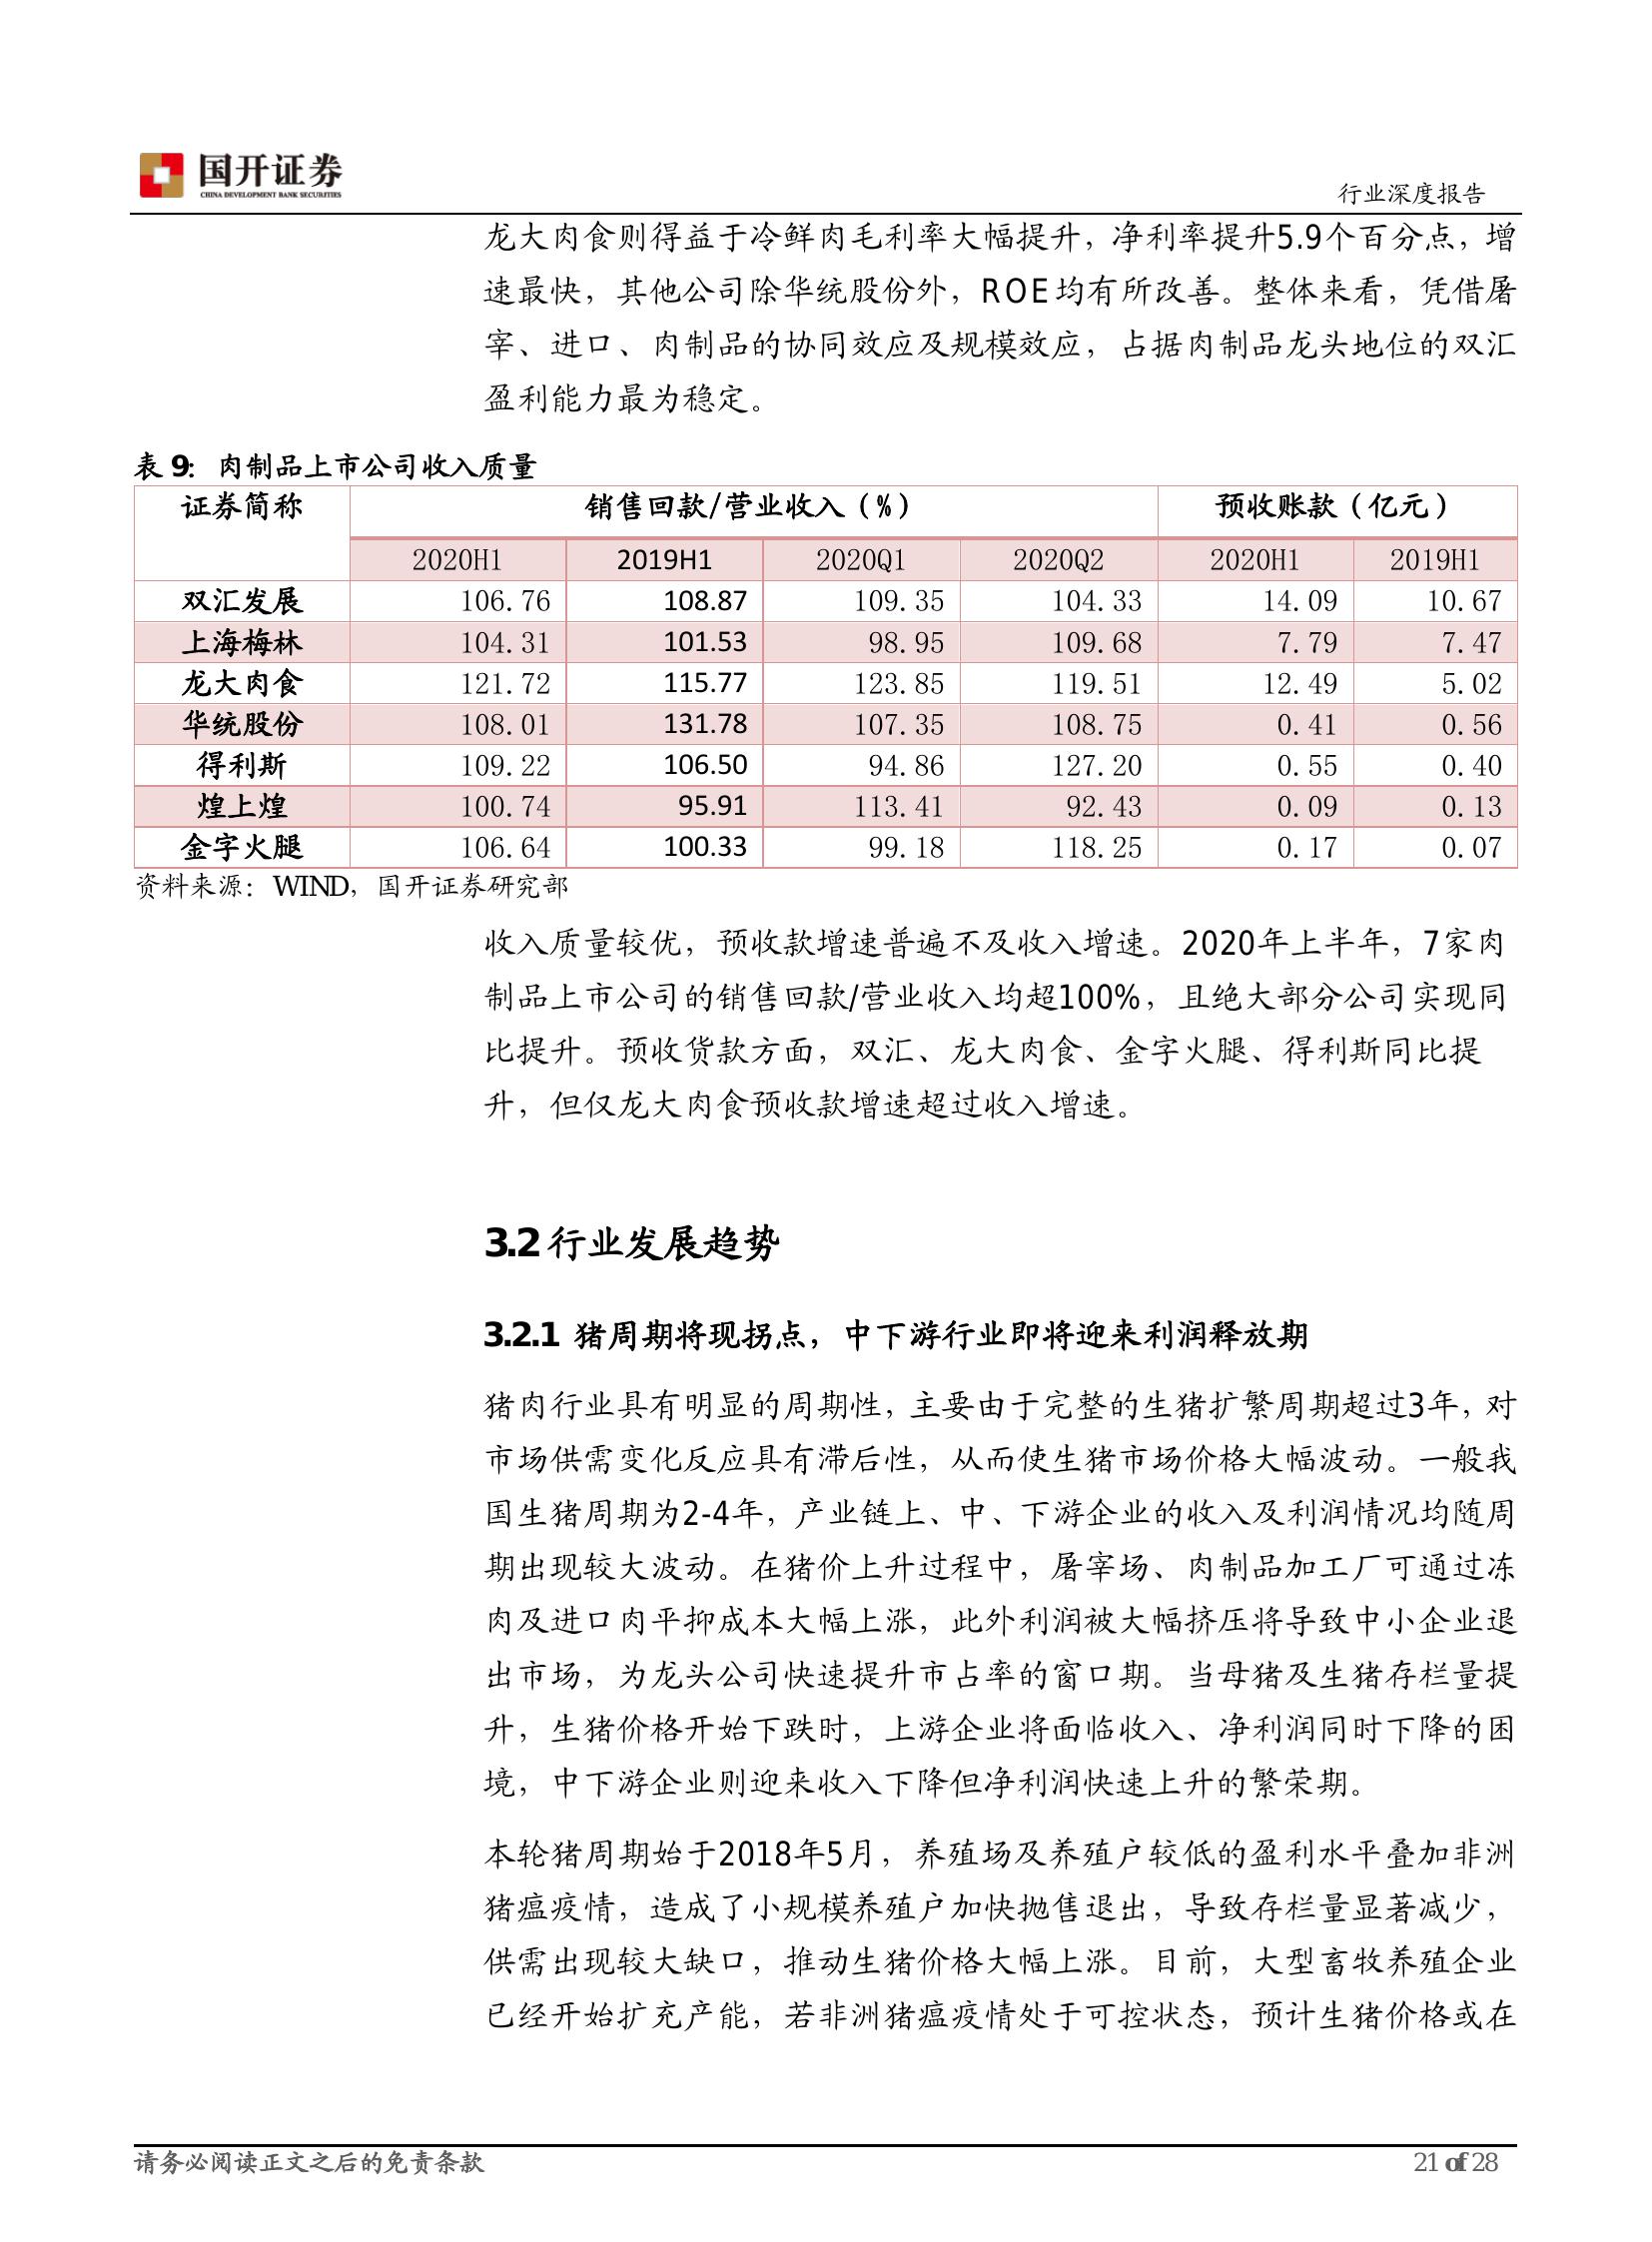 国开证券
CHINA DEVELOPMENT BANK SECURITIES
行业深度报告
龙大肉食则得益于冷鲜肉毛利率大幅提升，净利率提升5.9个百分点，增
速最快，其他公司除华统股份外，ROE均有所改善。整体来看，凭借屠
宰、进口、肉制品的协同效应及规模效应，占据肉制品龙头地位的双汇
盈利能力最为稳定。
表 9：肉制品上市公司收入质量
证券简称 销售回款/营业收入（%） 预收账款（亿元）
2020H1 2019H1 2020Q1 2020Q2 2020H1 2019H1
双汇发展 106.76 108.87 109.35 104.33 14.09 10.67
上海梅林 104.31 101.53 98.95 109.68 7.79 7.47
龙大肉食 121.72 115.77 123.85 119.51 12.49 5.02
华统股份 108.01 131.78 107.35 108.75 0.41 0.56
得利斯 109.22 106.50 94.86 127.20 0.55 0.40
煌上煌 100.74 95.91 113.41 92.43 0.09 0.13
金字火腿 106.64 100.33 99.18 118.25 0.17 0.07
资料来源：WIND，国开证券研究部
收入质量较优，预收款增速普遍不及收入增速。2020年上半年，7家肉
制品上市公司的销售回款/营业收入均超100%，且绝大部分公司实现同
比提升。预收货款方面，双汇、龙大肉食、金字火腿、得利斯同比提
升，但仅龙大肉食预收款增速超过收入增速。
3.2行业发展趋势
3.2.1 猪周期将现拐点，中下游行业即将迎来利润释放期
猪肉行业具有明显的周期性，主要由于完整的生猪扩繁周期超过3年，对
市场供需变化反应具有滞后性，从而使生猪市场价格大幅波动。一般我
国生猪周期为2-4年，产业链上、中、下游企业的收入及利润情况均随周
期出现较大波动。在猪价上升过程中，屠宰场、肉制品加工厂可通过冻
肉及进口肉平抑成本大幅上涨，此外利润被大幅挤压将导致中小企业退
出市场，为龙头公司快速提升市占率的窗口期。当母猪及生猪存栏量提
升，生猪价格开始下跌时，上游企业将面临收入、净利润同时下降的困
境，中下游企业则迎来收入下降但净利润快速上升的繁荣期。
本轮猪周期始于2018年5月，养殖场及养殖户较低的盈利水平叠加非洲
猪瘟疫情，造成了小规模养殖户加快抛售退出，导致存栏量显著减少，
供需出现较大缺口，推动生猪价格大幅上涨。目前，大型畜牧养殖企业
已经开始扩充产能，若非洲猪瘟疫情处于可控状态，预计生猪价格或在
请务必阅读正文之后的免责条款
21 of 28